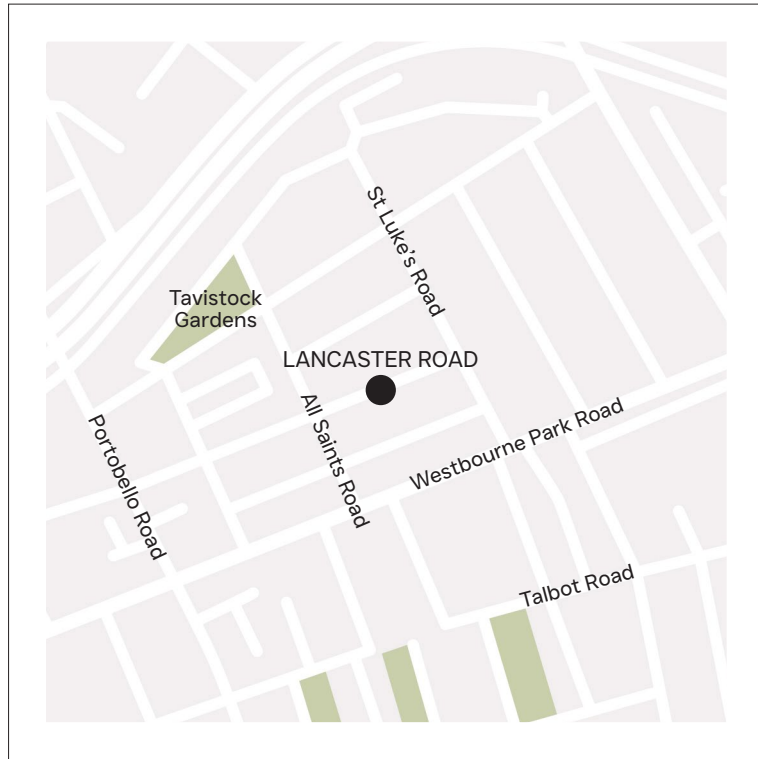 St Luke’s Road
Tavistock
Gardens
LANCASTER ROAD
All Saints Road
Portobello Road
Westbourne Park Road
Talbot Road